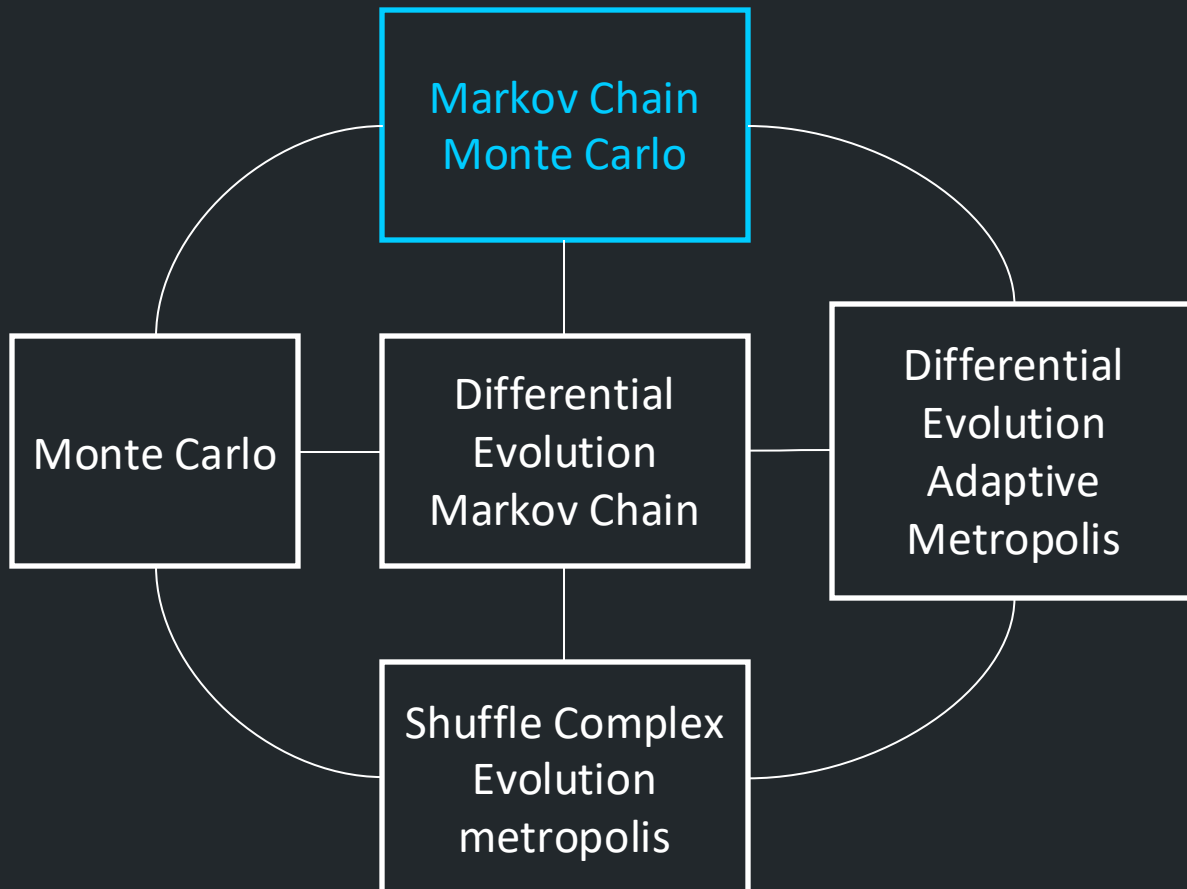 Markov Chain
Monte Carlo
Monte Carlo
Differential
Evolution
Markov Chain
Differential
Evolution
Adaptive
Metropolis
Shuffle Complex
Evolution
metropolis